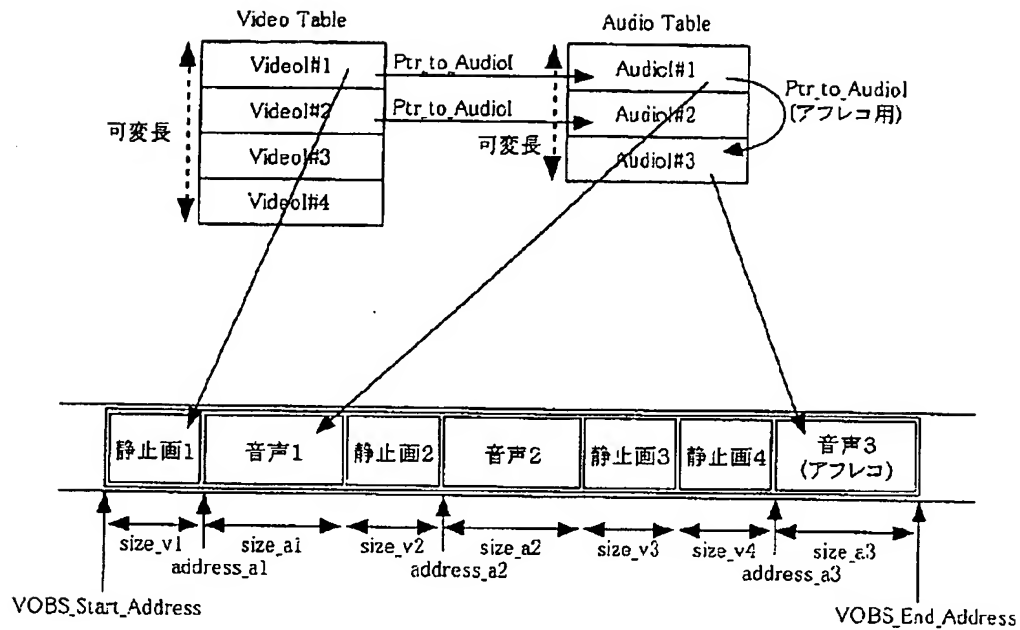 Video Table
Audio Table
VideoI#1
Ptr_to_AudioI
AudioI#1
Ptr_to_AudioI
(アフレコ用)
VideoI#2
Ptr_to_AudioI
AudioI#2
可変長
可変長
VideoI#3
AudioI#3
VideoI#4
静止画1
音声1
静止画2
音声2
静止画3
静止画4
音声3
(アフレコ)
size_v1
size_a1
size_v2
size_a2
size_v3
size_v4
size_a3
address_a1
address_a2
address_a3
VOBS_Start_Address
VOBS_End_Address